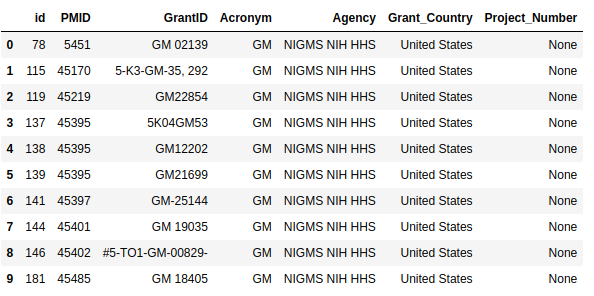 id PMID GrantID Acronym Agency Grant_Country Project_Number
0 78 5451 GM 02139 GM NIGMS NIH HHS United States None
1 115 45170 5-K3-GM-35, 292 GM NIGMS NIH HHS United States None
2 119 45219 GM22854 GM NIGMS NIH HHS United States None
3 137 45395 5K04GM53 GM NIGMS NIH HHS United States None
4 138 45395 GM12202 GM NIGMS NIH HHS United States None
5 139 45395 GM21699 GM NIGMS NIH HHS United States None
6 141 45397 GM-25144 GM NIGMS NIH HHS United States None
7 144 45401 GM 19035 GM NIGMS NIH HHS United States None
8 146 45402 #5-TO1-GM-00829- GM NIGMS NIH HHS United States None
9 181 45485 GM 18405 GM NIGMS NIH HHS United States None